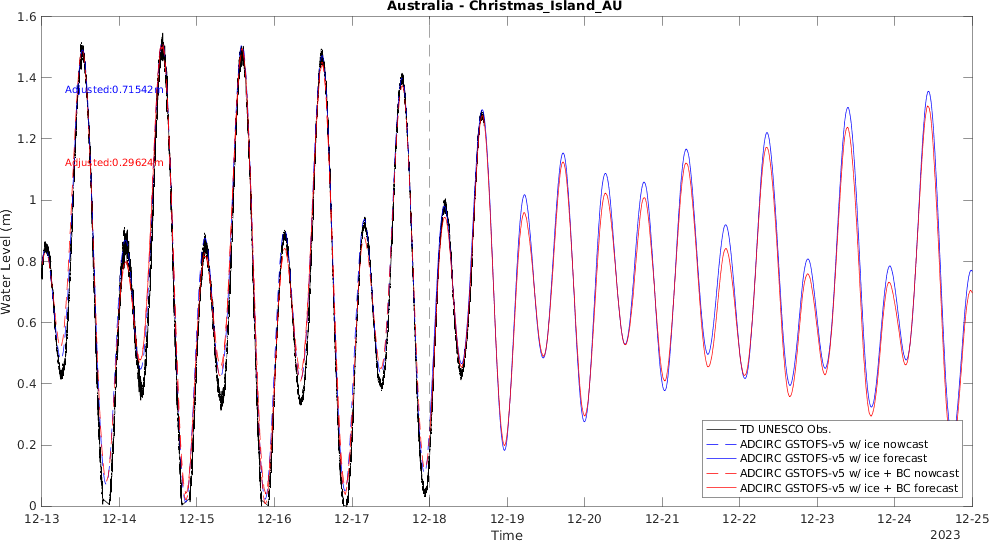 Australia - Christmas_Island_AU
Water Level (m)
1.6
1.4
1.2
1
0.8
0.6
0.4
0.2
0
Adjusted:0.71542m
Adjusted:0.29624m
TD UNESCO Obs.
ADCIRC GSTOFS-v5 w/ ice nowcast
ADCIRC GSTOFS-v5 w/ ice forecast
ADCIRC GSTOFS-v5 w/ ice + BC nowcast
ADCIRC GSTOFS-v5 w/ ice + BC forecast
12-13 12-14 12-15 12-16 12-17 12-18 12-19 12-20 12-21 12-22 12-23 12-24 12-25
Time
2023